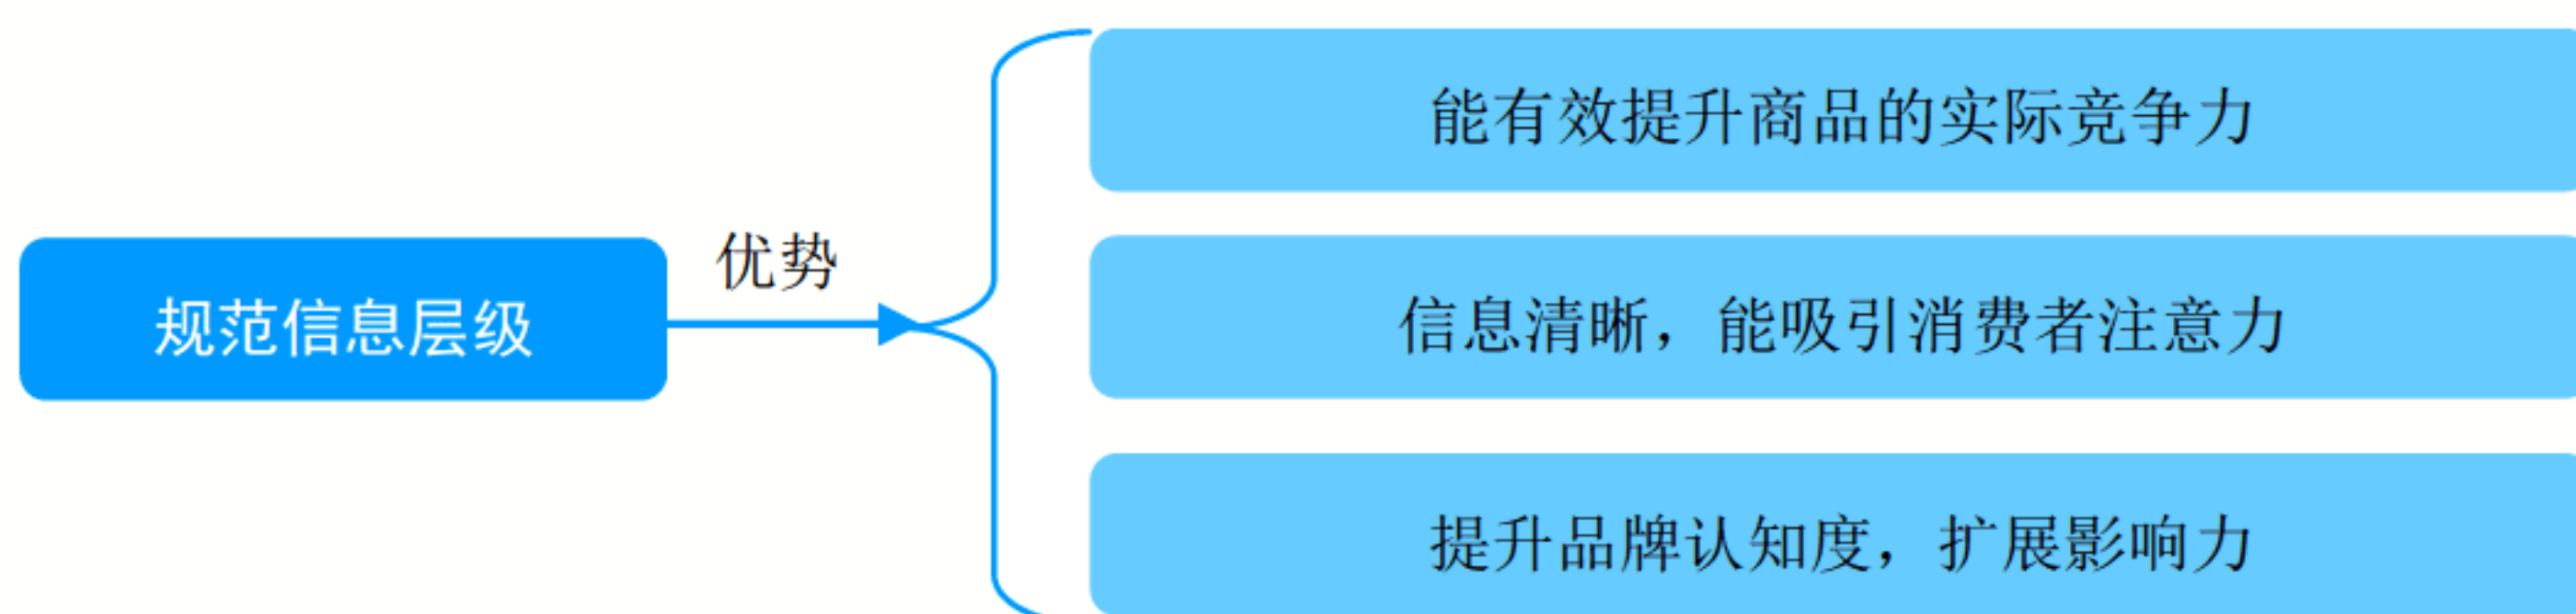 能有效提升商品的实际竞争力
优势
规范信息层级
信息清晰，能吸引消费者注意力
提升品牌认知度，扩展影响力